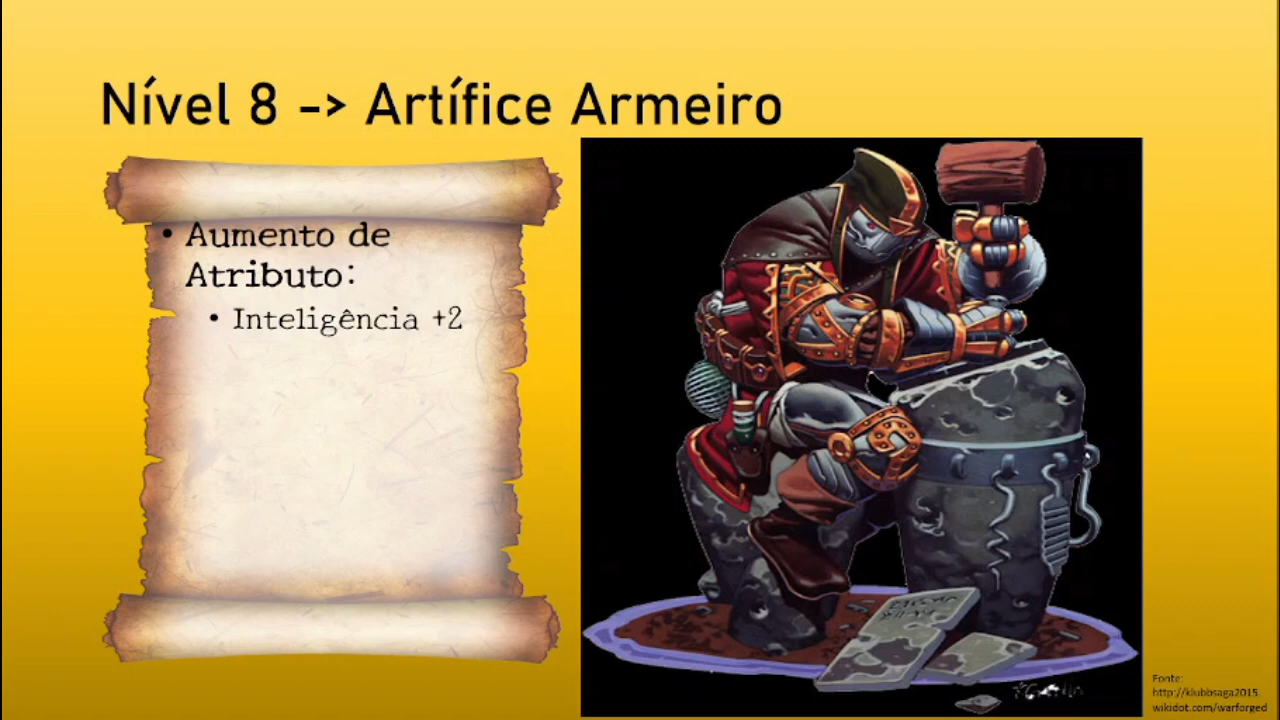 Nível 8 -> Artífice Armeiro
• Aumento de
Atributo:
• Inteligência +2
Fonte:
http://klubbsaga2015.
wikidot.com/warforged